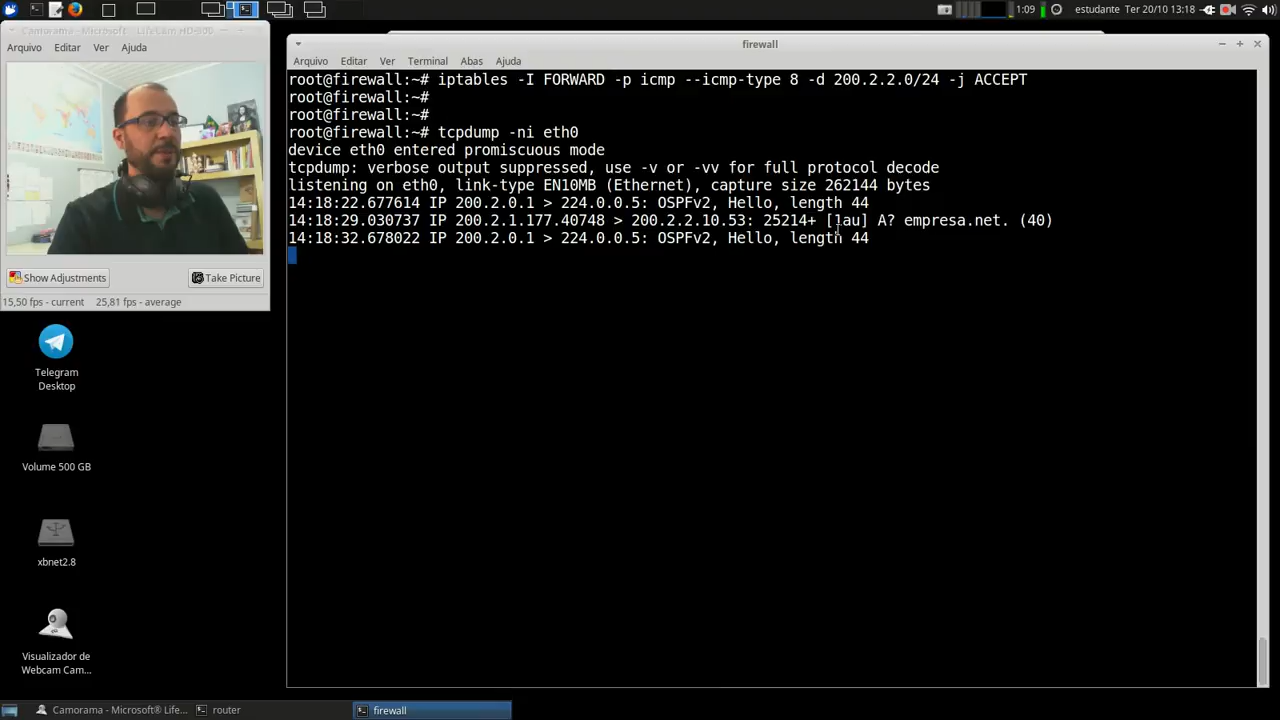 1:09 estudante Ter 20/10 13:18
Camorama - Microsoft® LifeCam HD-300
Arquivo Editar Ver Ajuda
Show Adjustments Take Picture
15,50 fps - current 25,81 fps - average
Telegram
Desktop
Volume 500 GB
xbnet2.8
Visualizador de
Webcam Cam...
firewall
Arquivo Editar Ver Terminal Abas Ajuda
root@firewall:~# iptables -I FORWARD -p icmp --icmp-type 8 -d 200.2.2.0/24 -j ACCEPT
root@firewall:~#
root@firewall:~#
root@firewall:~# tcpdump -ni eth0
device eth0 entered promiscuous mode
tcpdump: verbose output suppressed, use -v or -vv for full protocol decode
listening on eth0, link-type EN10MB (Ethernet), capture size 262144 bytes
14:18:22.677614 IP 200.2.0.1 > 224.0.0.5: OSPFv2, Hello, length 44
14:18:29.030737 IP 200.2.1.177.40748 > 200.2.2.10.53: 25214+ [1au] A? empresa.net. (40)
14:18:32.678022 IP 200.2.0.1 > 224.0.0.5: OSPFv2, Hello, length 44
Camorama - Microsoft® Life... router firewall